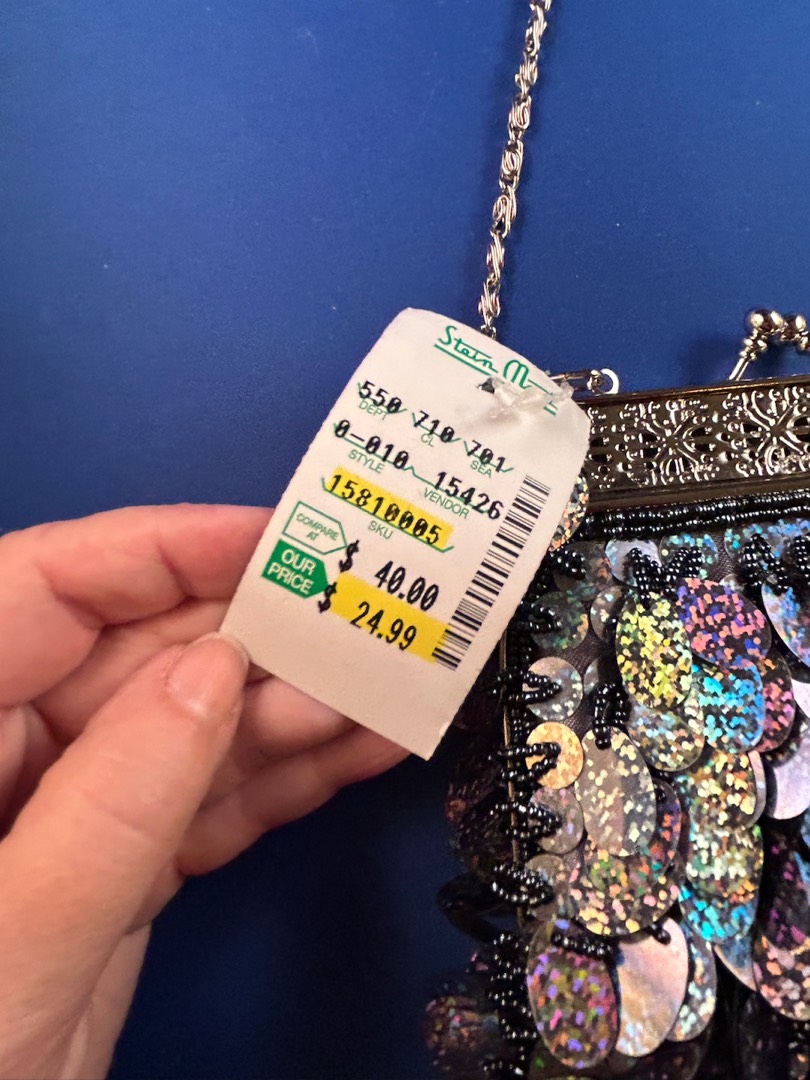 Stein M
550 710 701
DEPT CL SEA
0-010 15426
STYLE VENDOR
15810005
SKU
COMPARE AT $ 40.00
OUR PRICE $ 24.99